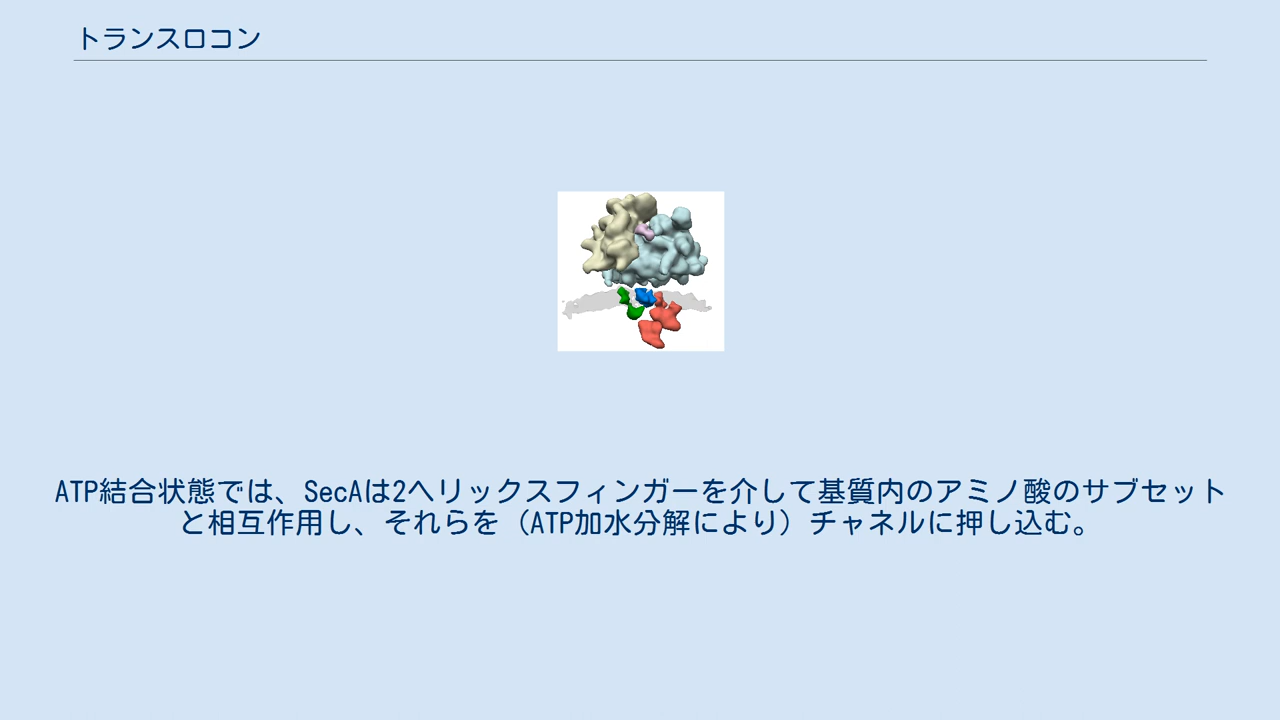 トランスロコン
ATP結合状態では、SecAは2ヘリックスフィンガーを介して基質内のアミノ酸のサブセット
と相互作用し、それらを（ATP加水分解により）チャネルに押し込む。